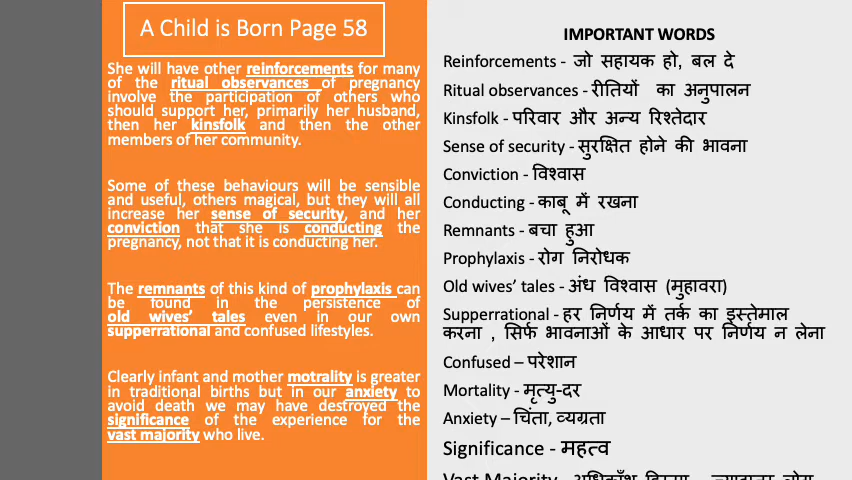 A Child is Born Page 58
She will have other reinforcements for many
of the ritual observances of pregnancy
involve the participation of others who
should support her, primarily her husband,
then her kinsfolk and then the other
members of her community.
Some of these behaviours will be sensible
and useful, others magical, but they will all
increase her sense of security, and her
conviction that she is conducting the
pregnancy, not that it is conducting her.
The remnants of this kind of prophylaxis can
be found in the persistence of
old wives’ tales even in our own
supperrational and confused lifestyles.
Clearly infant and mother motrality is greater
in traditional births but in our anxiety to
avoid death we may have destroyed the
significance of the experience for the
vast majority who live.
IMPORTANT WORDS
Reinforcements - जो सहायक हो, बल दे
Ritual observances - रीतियों का अनुपालन
Kinsfolk - परिवार और अन्य रिश्तेदार
Sense of security - सुरक्षित होने की भावना
Conviction - विश्वास
Conducting - काबू में रखना
Remnants - बचा हुआ
Prophylaxis - रोग निरोधक
Old wives’ tales - अंध विश्वास (मुहावरा)
Supperrational - हर निर्णय में तर्क का इस्तेमाल
करना , सिर्फ भावनाओं के आधार पर निर्णय न लेना
Confused – परेशान
Mortality - मृत्यु-दर
Anxiety – चिंता, व्यग्रता
Significance - महत्व
Vast Majority -